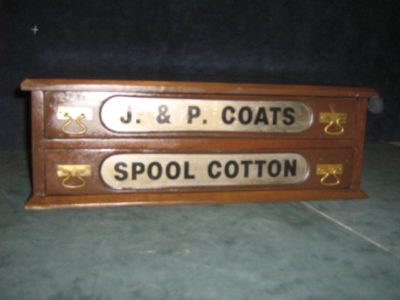 J. & P. COATS
SPOOL COTTON